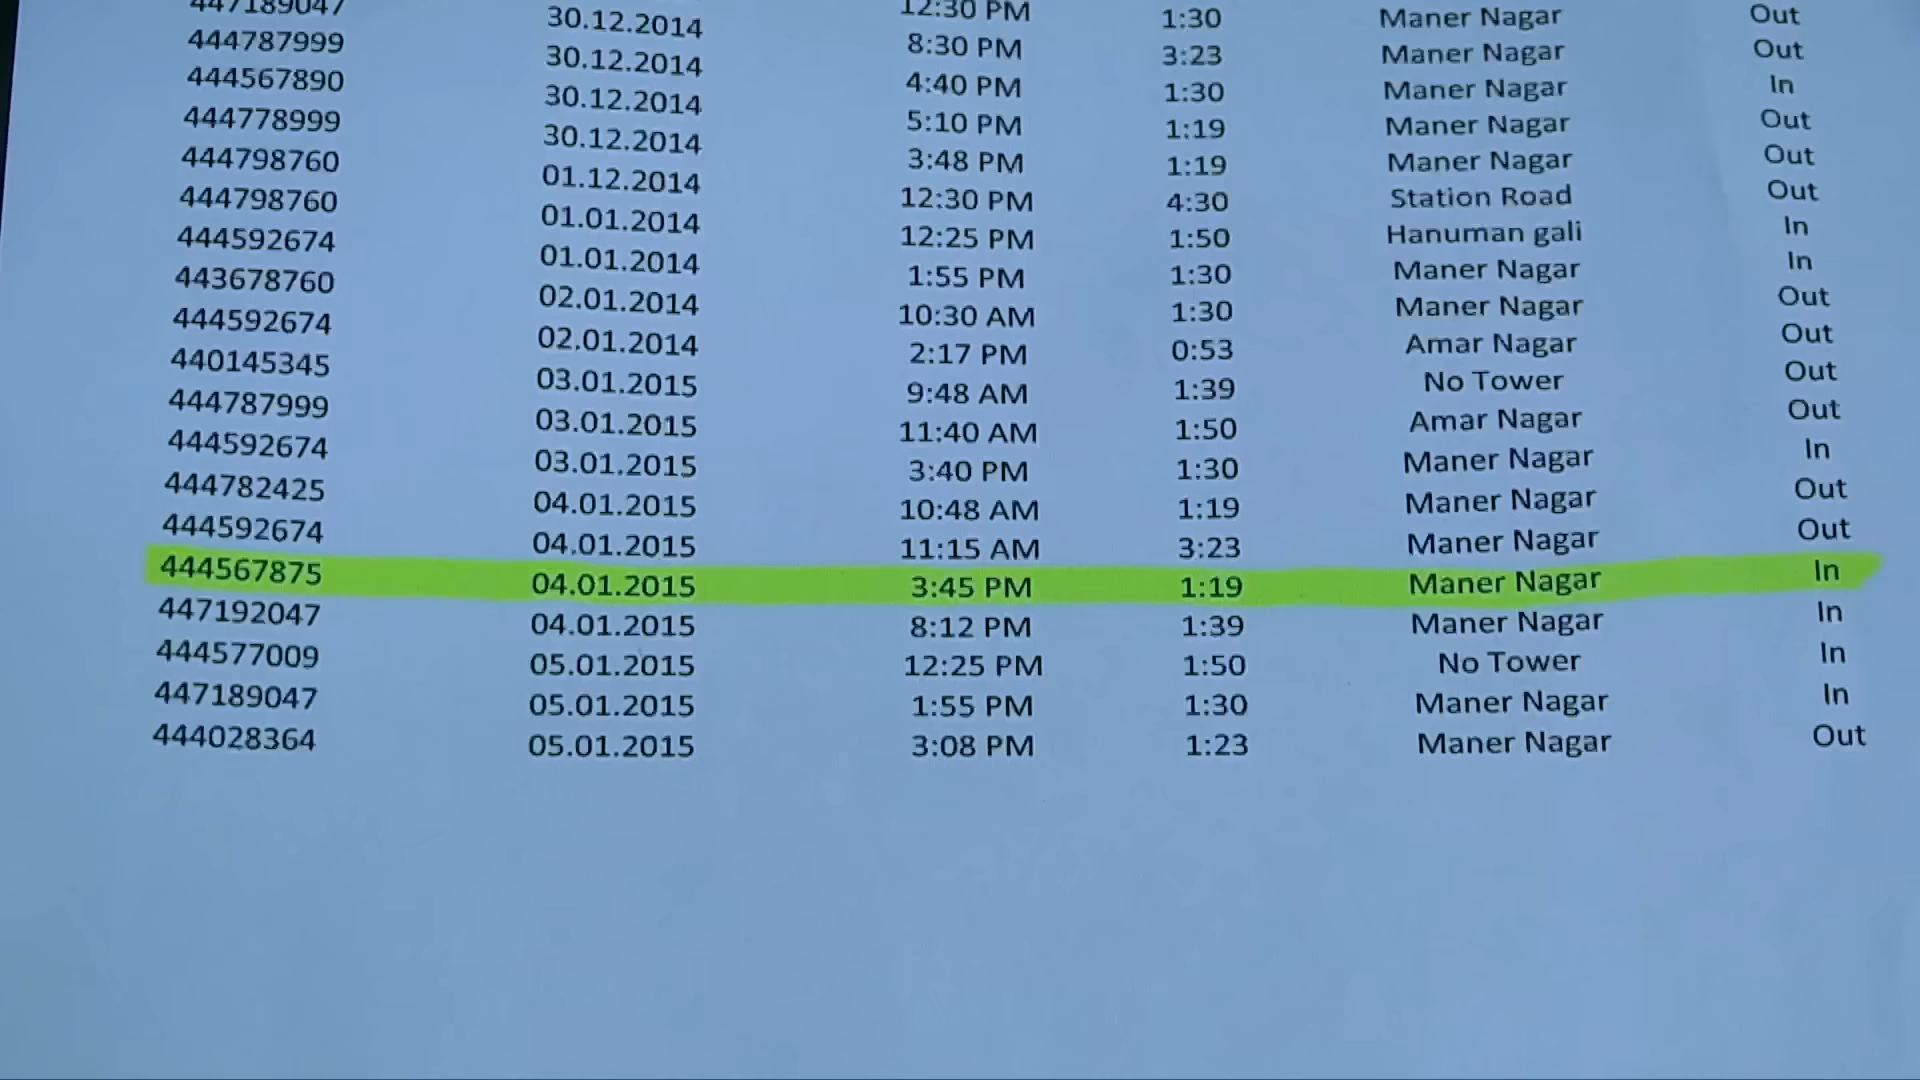 12:30 PM 1:30 Maner Nagar Out
447189047 30.12.2014 8:30 PM 3:23 Maner Nagar Out
444787999 30.12.2014 4:40 PM 1:30 Maner Nagar In
444567890 30.12.2014 5:10 PM 1:19 Maner Nagar Out
444778999 30.12.2014 3:48 PM 1:19 Maner Nagar Out
444798760 01.12.2014 12:30 PM 4:30 Station Road Out
444798760 01.01.2014 12:25 PM 1:50 Hanuman gali In
444592674 01.01.2014 1:55 PM 1:30 Maner Nagar In
443678760 02.01.2014 10:30 AM 1:30 Maner Nagar Out
444592674 02.01.2014 2:17 PM 0:53 Amar Nagar Out
440145345 03.01.2015 9:48 AM 1:39 No Tower Out
444787999 03.01.2015 11:40 AM 1:50 Amar Nagar Out
444592674 03.01.2015 3:40 PM 1:30 Maner Nagar In
444782425 04.01.2015 10:48 AM 1:19 Maner Nagar Out
444592674 04.01.2015 11:15 AM 3:23 Maner Nagar Out
444567875 04.01.2015 3:45 PM 1:19 Maner Nagar In
447192047 04.01.2015 8:12 PM 1:39 Maner Nagar In
444577009 05.01.2015 12:25 PM 1:50 No Tower In
447189047 05.01.2015 1:55 PM 1:30 Maner Nagar In
444028364 05.01.2015 3:08 PM 1:23 Maner Nagar Out